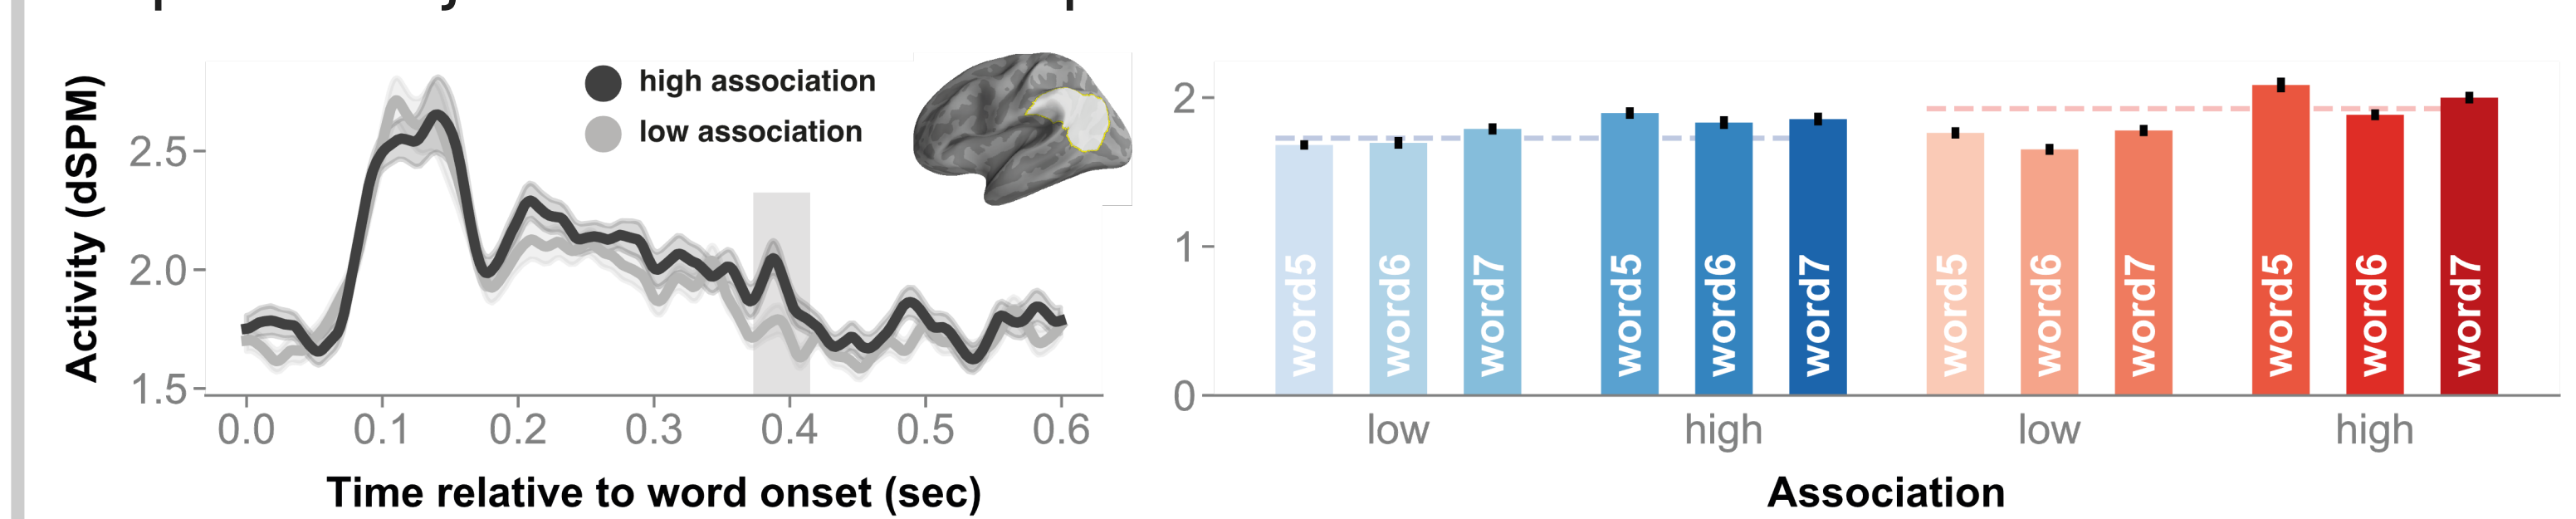 high association
low association
Activity (dSPM)
2.5
2.0
1.5
0.0 0.1 0.2 0.3 0.4 0.5 0.6
Time relative to word onset (sec)
2
1
0
word5 word6 word7 word5 word6 word7 word5 word6 word7 word5 word6 word7
low high low high
Association